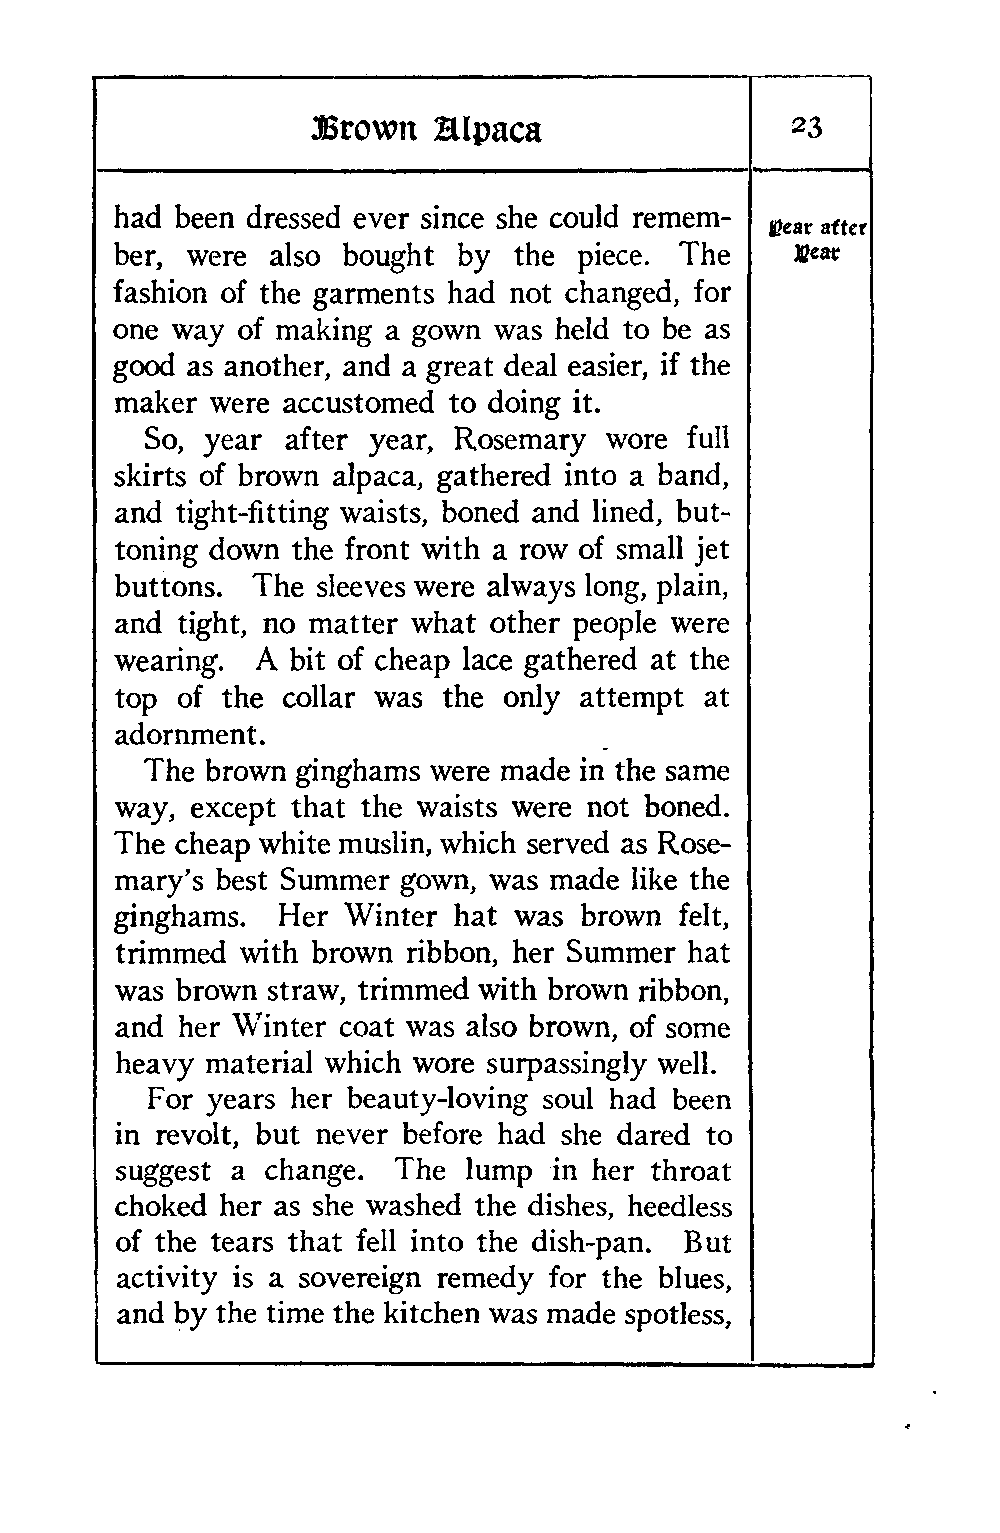 Brown Alpaca 23
had been dressed ever since she could remem-
ber, were also bought by the piece. The
fashion of the garments had not changed, for
one way of making a gown was held to be as
good as another, and a great deal easier, if the
maker were accustomed to doing it.
So, year after year, Rosemary wore full
skirts of brown alpaca, gathered into a band,
and tight-fitting waists, boned and lined, but-
toning down the front with a row of small jet
buttons. The sleeves were always long, plain,
and tight, no matter what other people were
wearing. A bit of cheap lace gathered at the
top of the collar was the only attempt at
adornment.
The brown ginghams were made in the same
way, except that the waists were not boned.
The cheap white muslin, which served as Rose-
mary's best Summer gown, was made like the
ginghams. Her Winter hat was brown felt,
trimmed with brown ribbon, her Summer hat
was brown straw, trimmed with brown ribbon,
and her Winter coat was also brown, of some
heavy material which wore surpassingly well.
For years her beauty-loving soul had been
in revolt, but never before had she dared to
suggest a change. The lump in her throat
choked her as she washed the dishes, heedless
of the tears that fell into the dish-pan. But
activity is a sovereign remedy for the blues,
and by the time the kitchen was made spotless,
Year after
Year